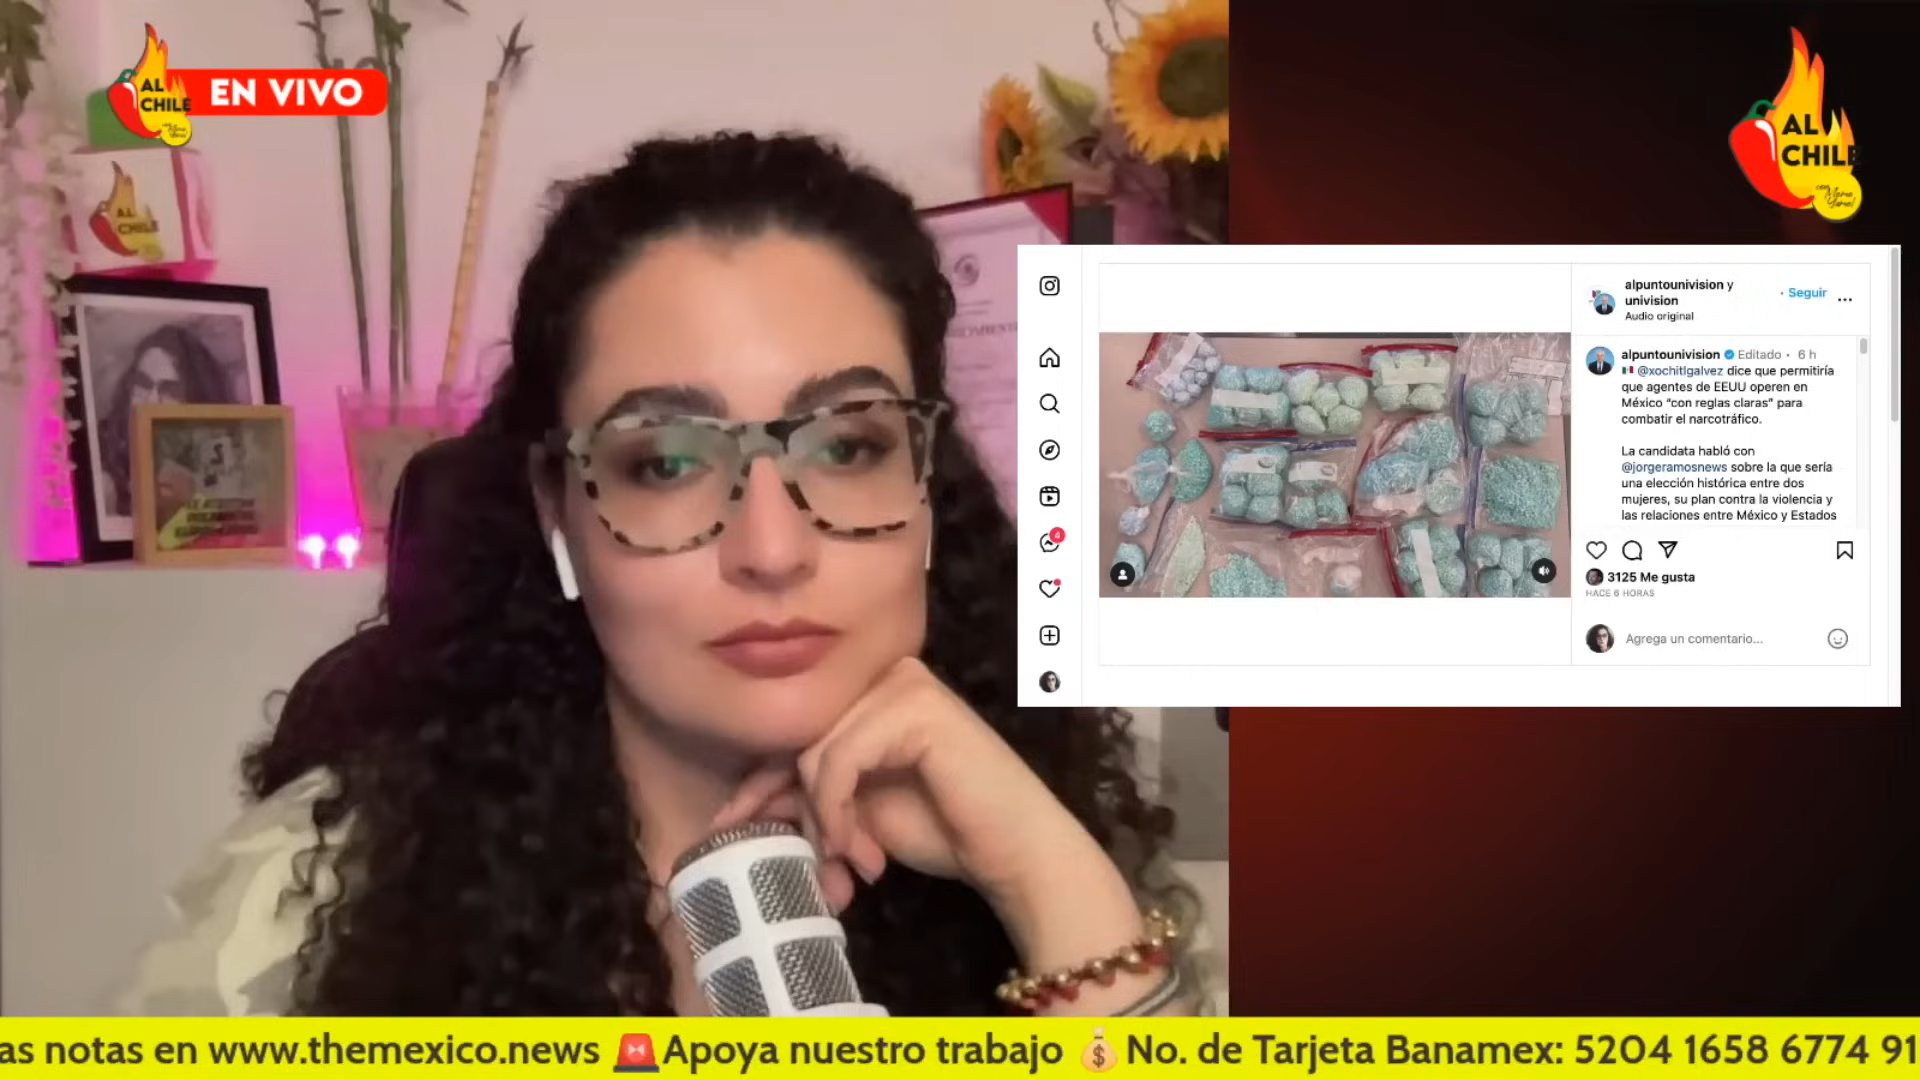 AL
CHILE
EN VIVO
AL
CHILE
AL
CHILE
alpuntounivision y
univision
Audio original
· Seguir
alpuntounivision Editado · 6 h
@xochitlgalvez dice que permitiría
que agentes de EEUU operen en
México “con reglas claras” para
combatir el narcotráfico.
La candidata habló con
@jorgeramosnews sobre la que sería
una elección histórica entre dos
mujeres, su plan contra la violencia y
las relaciones entre México y Estados
4
3125 Me gusta
HACE 6 HORAS
Agrega un comentario...
as notas en www.themexico.news Apoya nuestro trabajo No. de Tarjeta Banamex: 5204 1658 6774 91